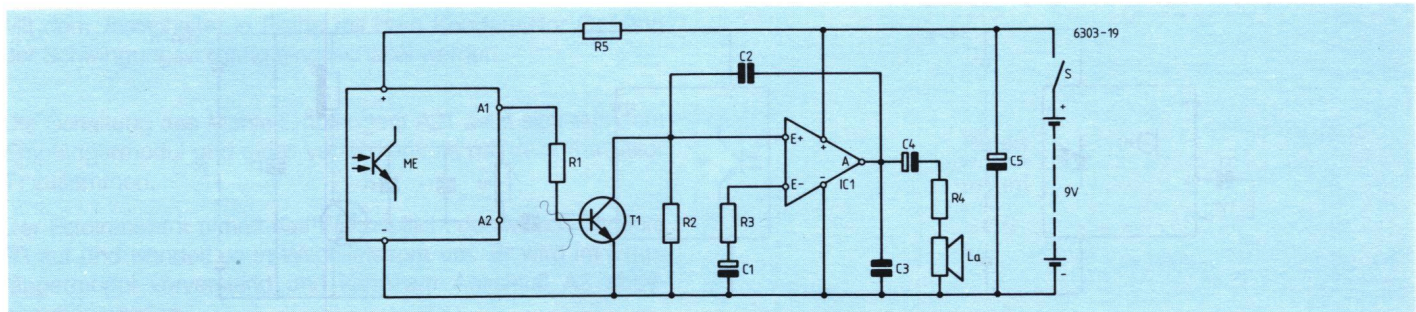 6303-19
R5
C2
S
+
A1
+
ME
R1
E+
+
A
C4
C5
E-
-
IC1
9V
A2
T1
R2
R3
R4
-
C1
C3
La
-